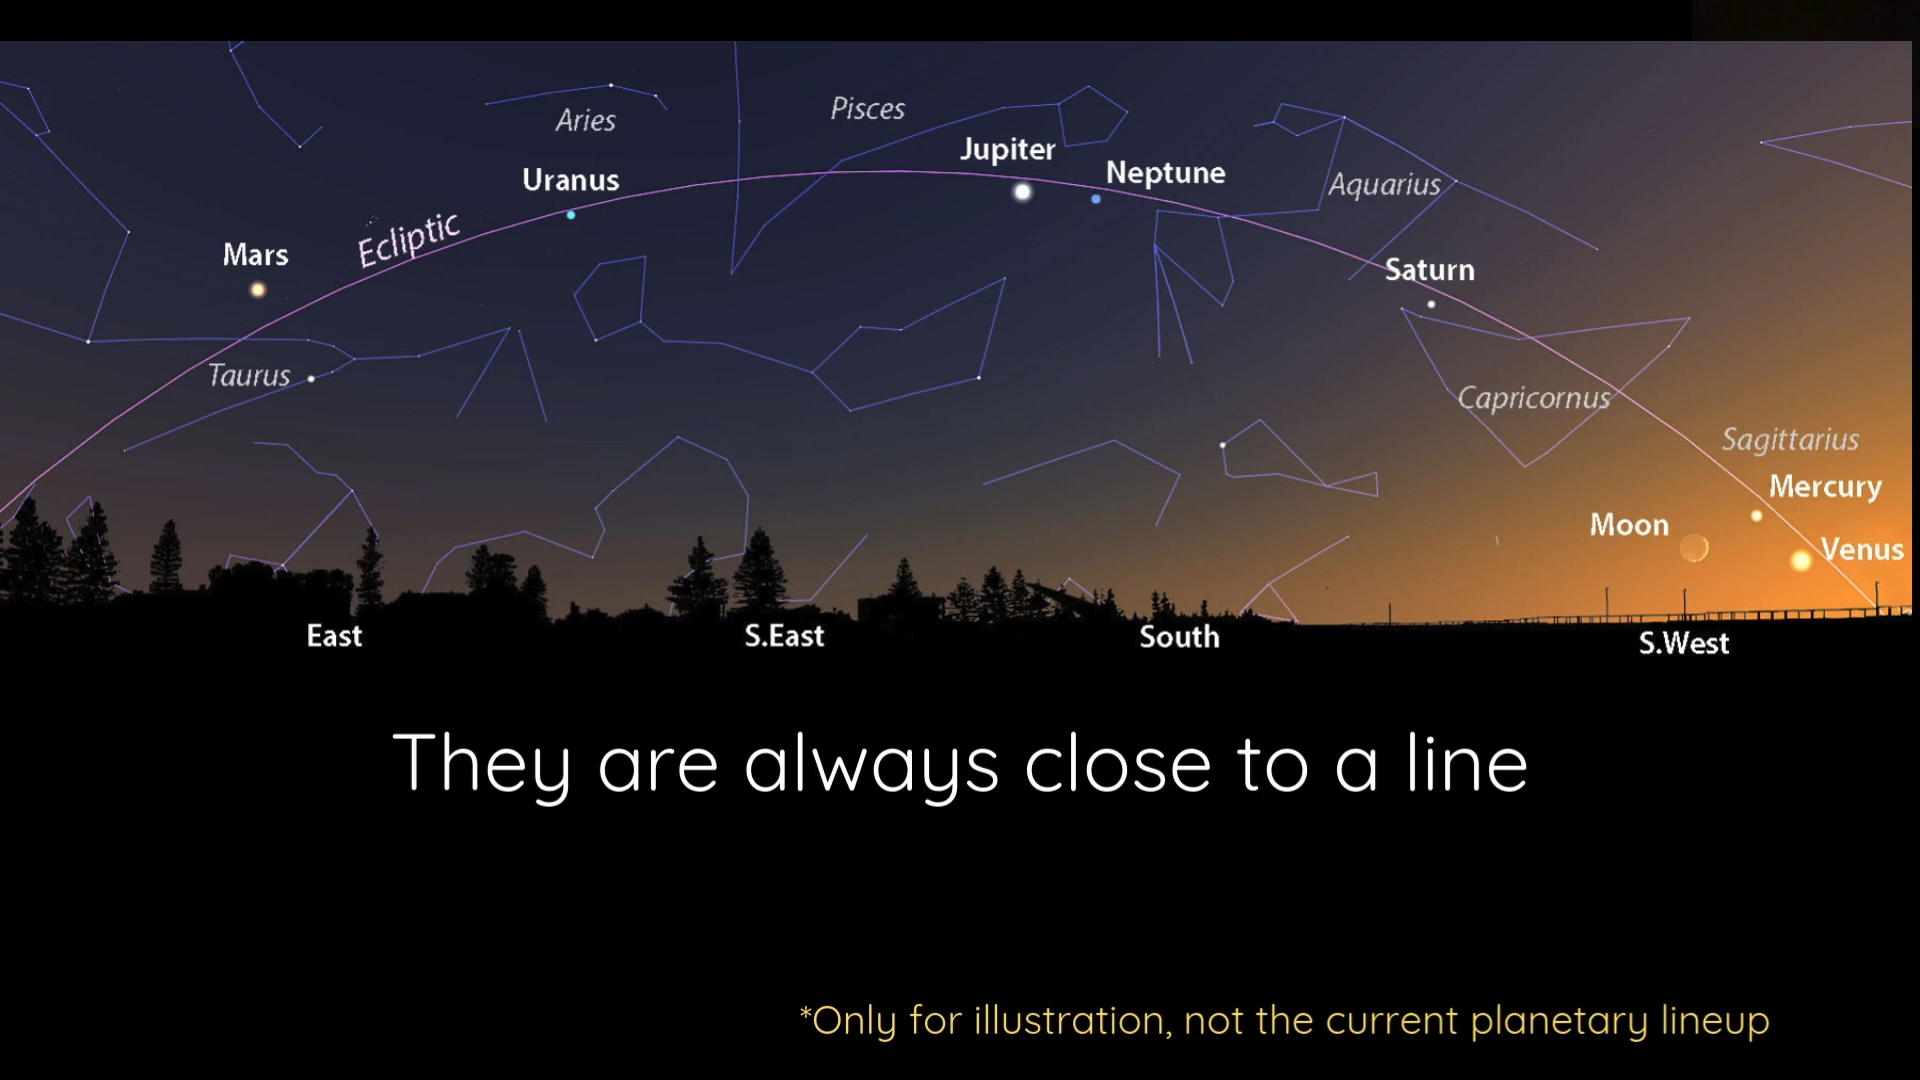 Aries
Pisces
Jupiter
Neptune
Uranus
Aquarius
Ecliptic
Mars
Saturn
Taurus
Capricornus
Sagittarius
Mercury
Moon
Venus
East
S.East
South
S.West
They are always close to a line
*Only for illustration, not the current planetary lineup